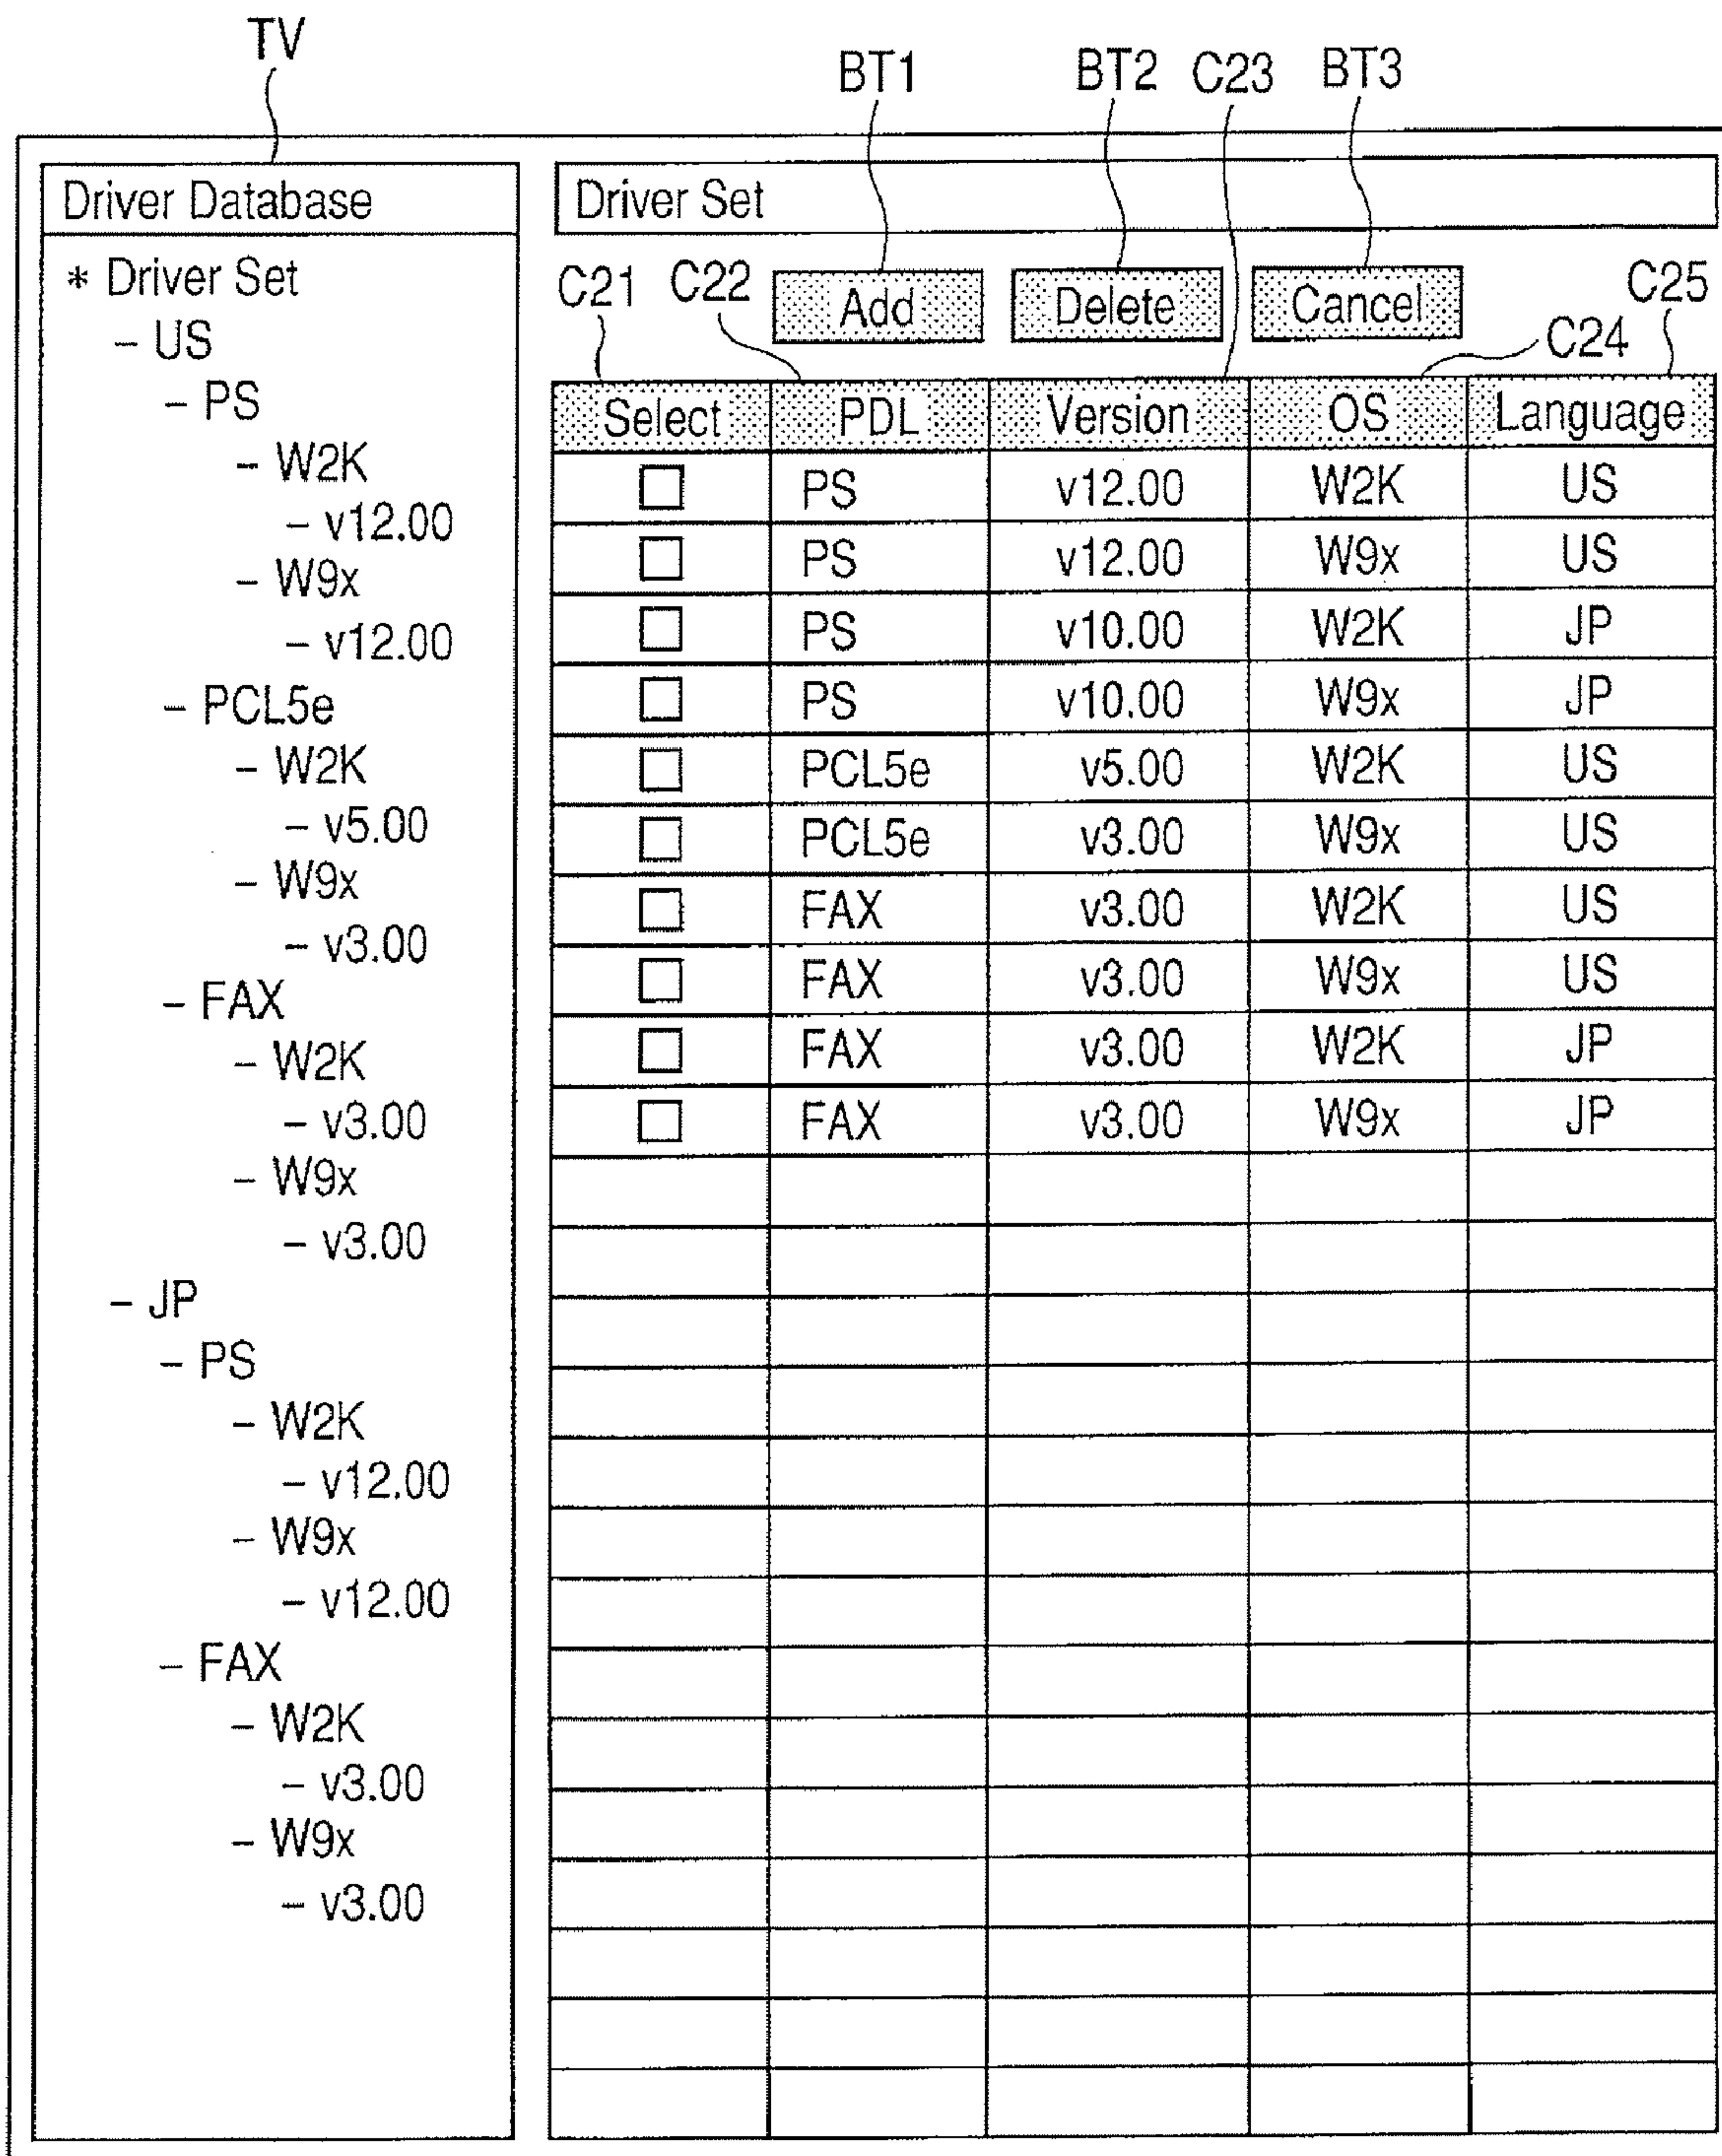 TV
BT1 BT2 C23 BT3
Driver Database
* Driver Set
– US
– PS
– W2K
– v12.00
– W9x
– v12.00
– PCL5e
– W2K
– v5.00
– W9x
– v3.00
– FAX
– W2K
– v3.00
– W9x
– v3.00
– JP
– PS
– W2K
– v12.00
– W9x
– v12.00
– FAX
– W2K
– v3.00
– W9x
– v3.00
Driver Set
C21 C22 Add Delete Cancel C25
C24
Select PDL Version OS Language
PS v12.00 W2K US
PS v12.00 W9x US
PS v10.00 W2K JP
PS v10.00 W9x JP
PCL5e v5.00 W2K US
PCL5e v3.00 W9x US
FAX v3.00 W2K US
FAX v3.00 W9x US
FAX v3.00 W2K JP
FAX v3.00 W9x JP